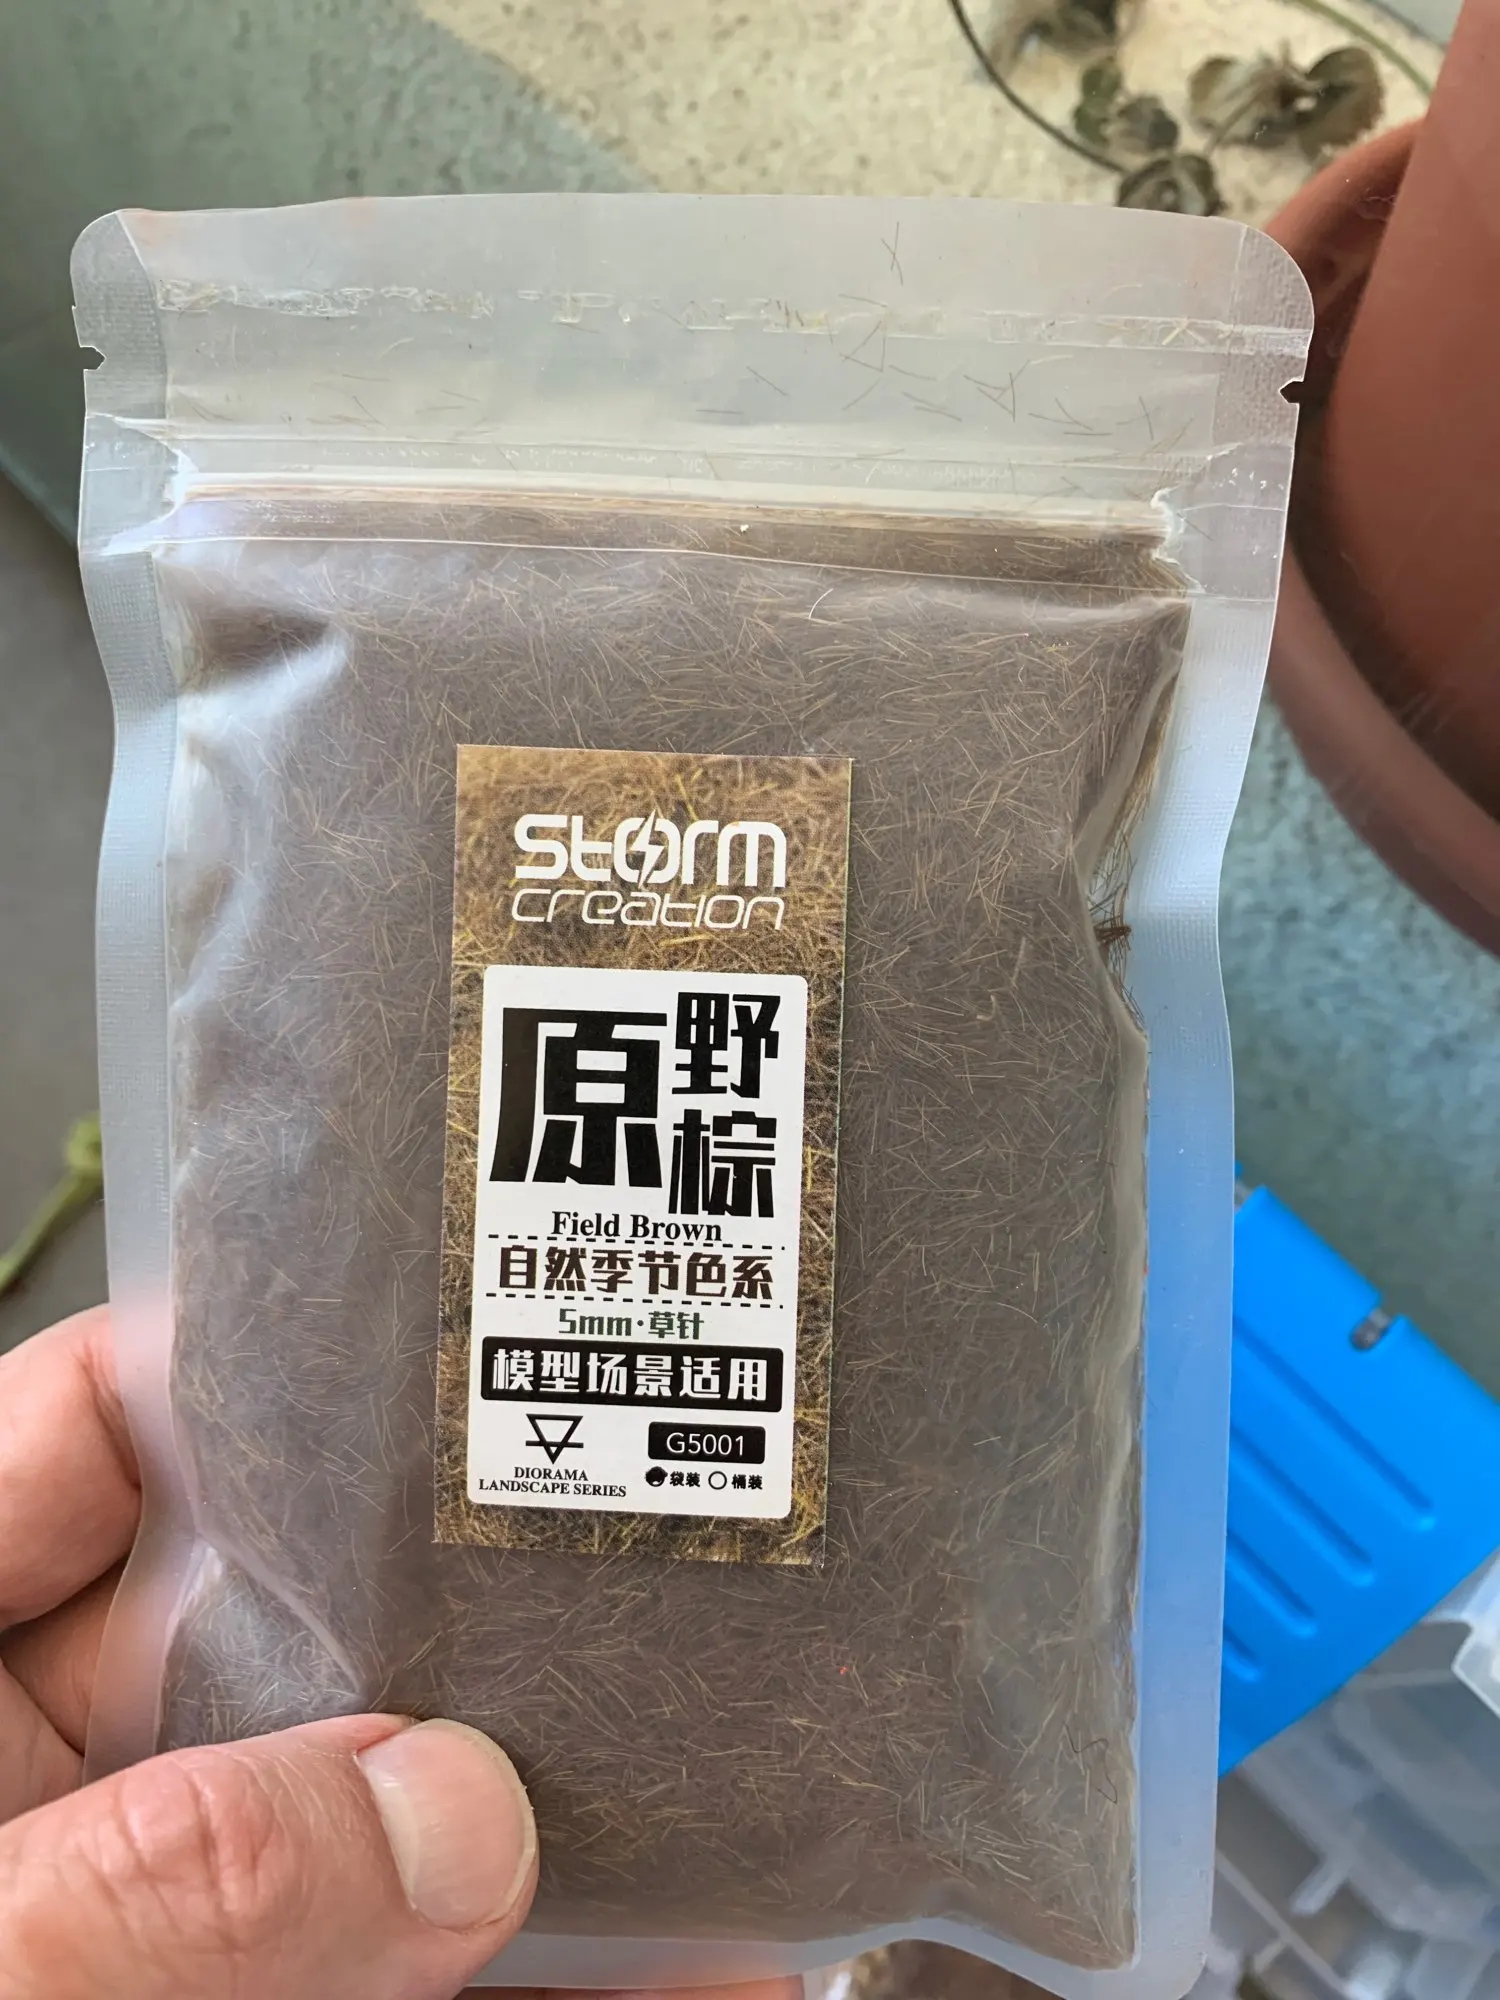 Storm
creation
原野棕
Field Brown
自然季节色系
5mm·草针
模型场景适用
G5001
DIORAMA
LANDSCAPE SERIES
袋装 桶装